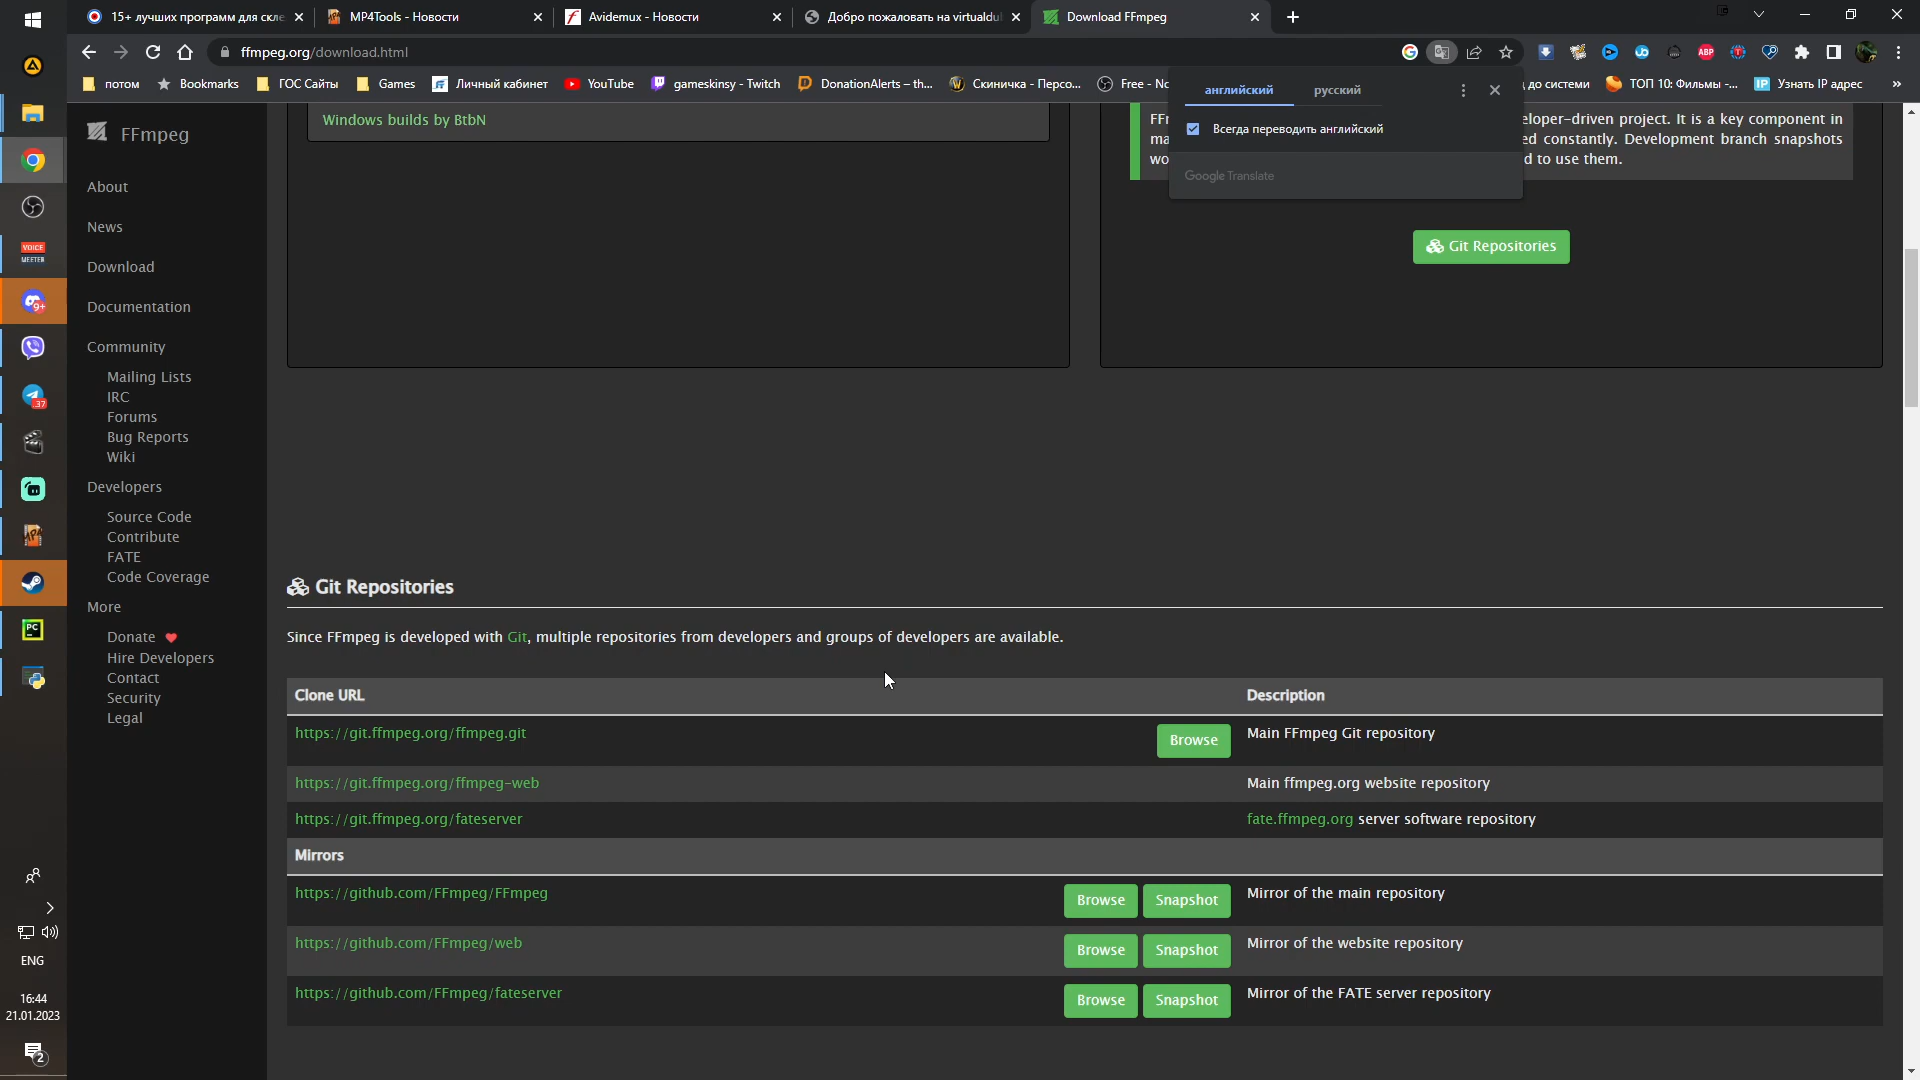 15+ лучших программ для скле
MP4Tools - Новости
Avidemux - Новости
Добро пожаловать на virtualdu
Download FFmpeg
ffmpeg.org/download.html
потом
Bookmarks
ГОС Сайты
Games
Личный кабинет
YouTube
gameskinsy - Twitch
DonationAlerts – th...
Скиничка - Персо...
Free - No
до системи
ТОП 10: Фильмы -...
Узнать IP адрес
»
английский
русский
Всегда переводить английский
Google Translate
FFmpeg
Windows builds by BtbN
eloper-driven project. It is a key component in
ed constantly. Development branch snapshots
d to use them.
Git Repositories
About
News
Download
Documentation
Community
Mailing Lists
IRC
Forums
Bug Reports
Wiki
Developers
Source Code
Contribute
FATE
Code Coverage
More
Donate
Hire Developers
Contact
Security
Legal
Git Repositories
Since FFmpeg is developed with Git, multiple repositories from developers and groups of developers are available.
Clone URL
Description
https://git.ffmpeg.org/ffmpeg.git
Browse
Main FFmpeg Git repository
https://git.ffmpeg.org/ffmpeg-web
Main ffmpeg.org website repository
https://git.ffmpeg.org/fateserver
fate.ffmpeg.org server software repository
Mirrors
https://github.com/FFmpeg/FFmpeg
Browse
Snapshot
Mirror of the main repository
https://github.com/FFmpeg/web
Browse
Snapshot
Mirror of the website repository
https://github.com/FFmpeg/fateserver
Browse
Snapshot
Mirror of the FATE server repository
VOICE
MEETER
9+
37
PC
ENG
16:44
21.01.2023
2
ABP
IP